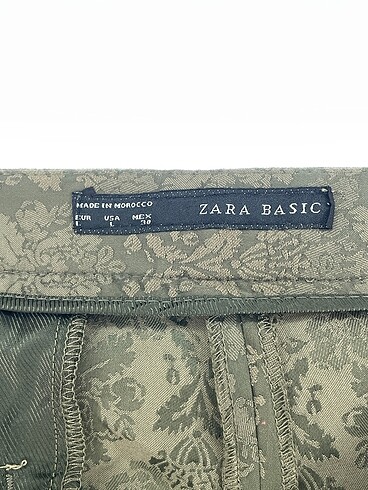 MADE IN MOROCCO
EUR USA MEX
L L 30
ZARA BASIC